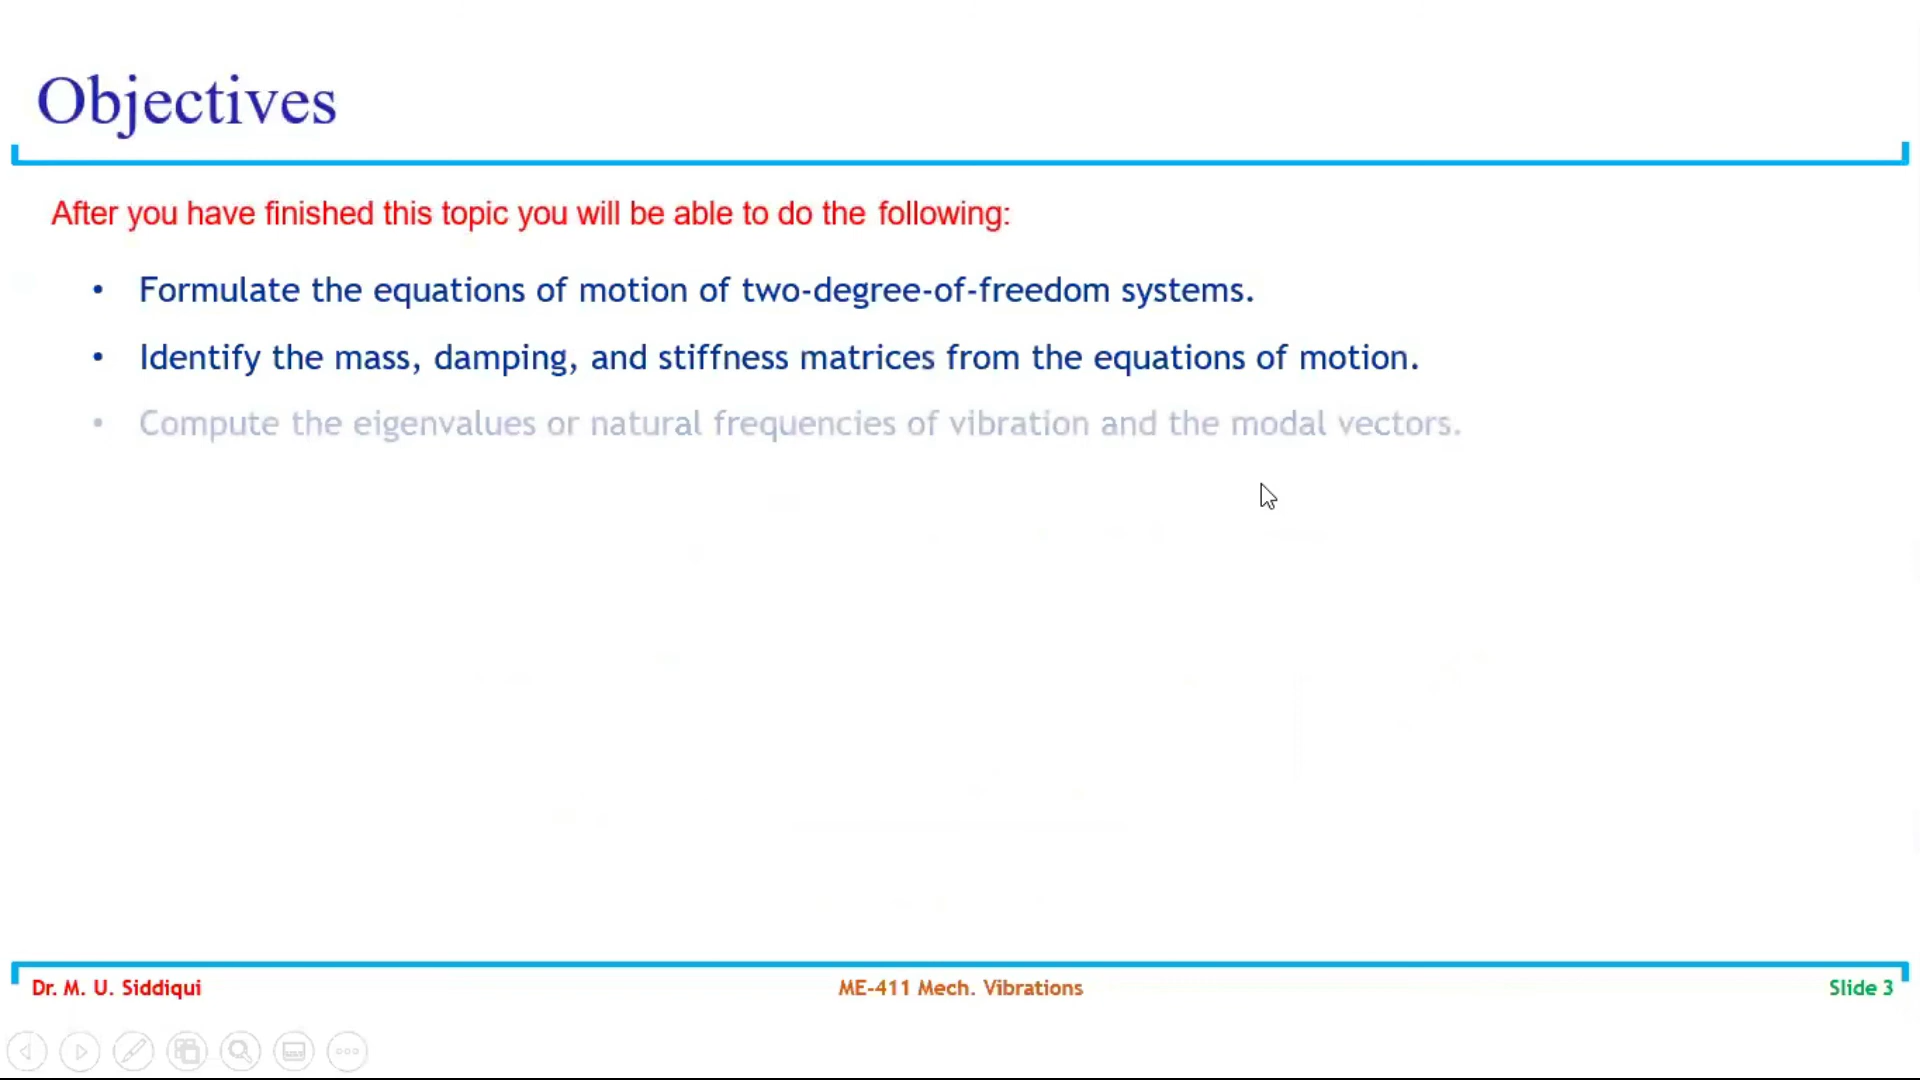 Objectives
After you have finished this topic you will be able to do the following:
• Formulate the equations of motion of two-degree-of-freedom systems.
• Identify the mass, damping, and stiffness matrices from the equations of motion.
• Compute the eigenvalues or natural frequencies of vibration and the modal vectors.
Dr. M. U. Siddiqui
ME-411 Mech. Vibrations
Slide 3